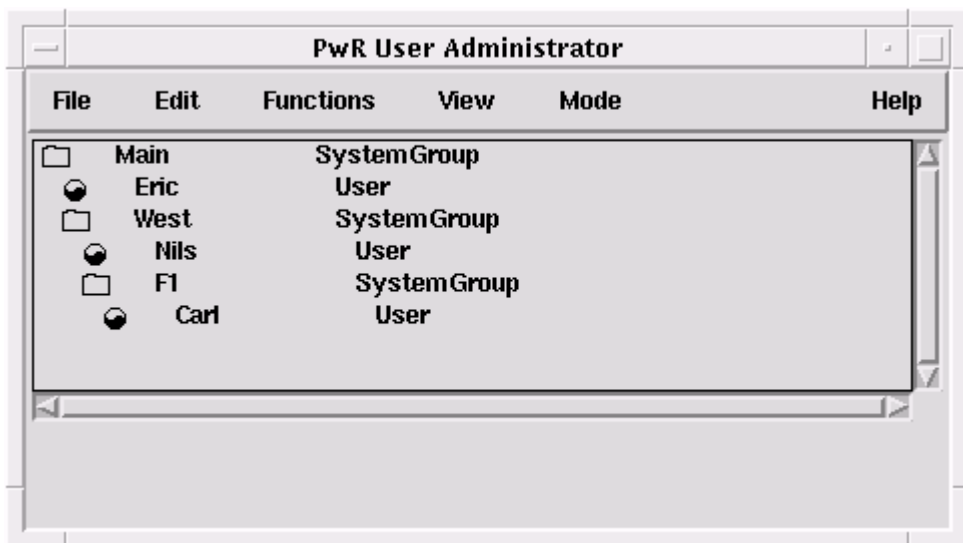 PwR User Administrator
File Edit Functions View Mode Help
Main SystemGroup
Eric User
West SystemGroup
Nils User
F1 SystemGroup
Carl User